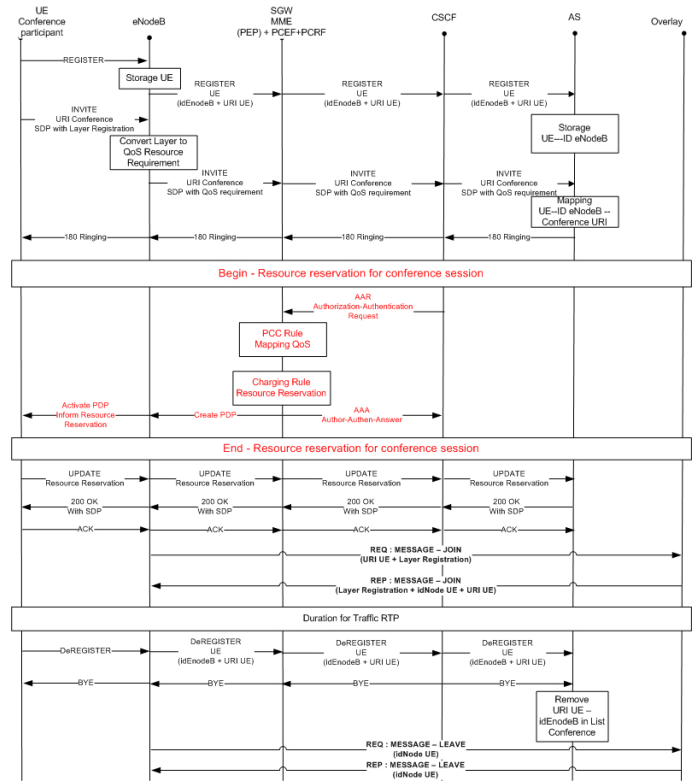 UE
Conference
participant
eNodeB
SGW
MME
(PEP) + PCEF+PCRF
CSCF
AS
Overlay
REGISTER
Storage UE
REGISTER
UE
(idEnodeB + URI UE)
REGISTER
UE
(idEnodeB + URI UE)
REGISTER
UE
(idEnodeB + URI UE)
INVITE
URI Conference
SDP with Layer Registration
Storage
UE---ID eNodeB
Convert Layer to
QoS Resource
Requirement
INVITE
URI Conference
SDP with QoS requirement
INVITE
URI Conference
SDP with QoS requirement
INVITE
URI Conference
SDP with QoS requirement
Mapping
UE--ID eNodeB --
Conference URI
180 Ringing
180 Ringing
180 Ringing
180 Ringing
180 Ringing
Begin - Resource reservation for conference session
AAR
Authorization-Authentication
Request
PCC Rule
Mapping QoS
Charging Rule
Resource Reservation
Activate PDP
Inform Resource
Reservation
Create PDP
AAA
Author-Authen-Answer
End - Resource reservation for conference session
UPDATE
Resource Reservation
UPDATE
Resource Reservation
UPDATE
Resource Reservation
UPDATE
Resource Reservation
200 OK
With SDP
200 OK
With SDP
200 OK
With SDP
200 OK
With SDP
ACK
ACK
ACK
ACK
REQ : MESSAGE – JOIN
(URI UE + Layer Registration)
REP : MESSAGE – JOIN
(Layer Registration + idNode UE + URI UE)
Duration for Traffic RTP
DeREGISTER
DeREGISTER
UE
(idEnodeB + URI UE)
DeREGISTER
UE
(idEnodeB + URI UE)
DeREGISTER
UE
(idEnodeB + URI UE)
BYE
BYE
BYE
BYE
Remove
URI UE –
idEnodeB in List
Conference
REQ : MESSAGE – LEAVE
(idNode UE)
REP : MESSAGE – LEAVE
(idNode UE)